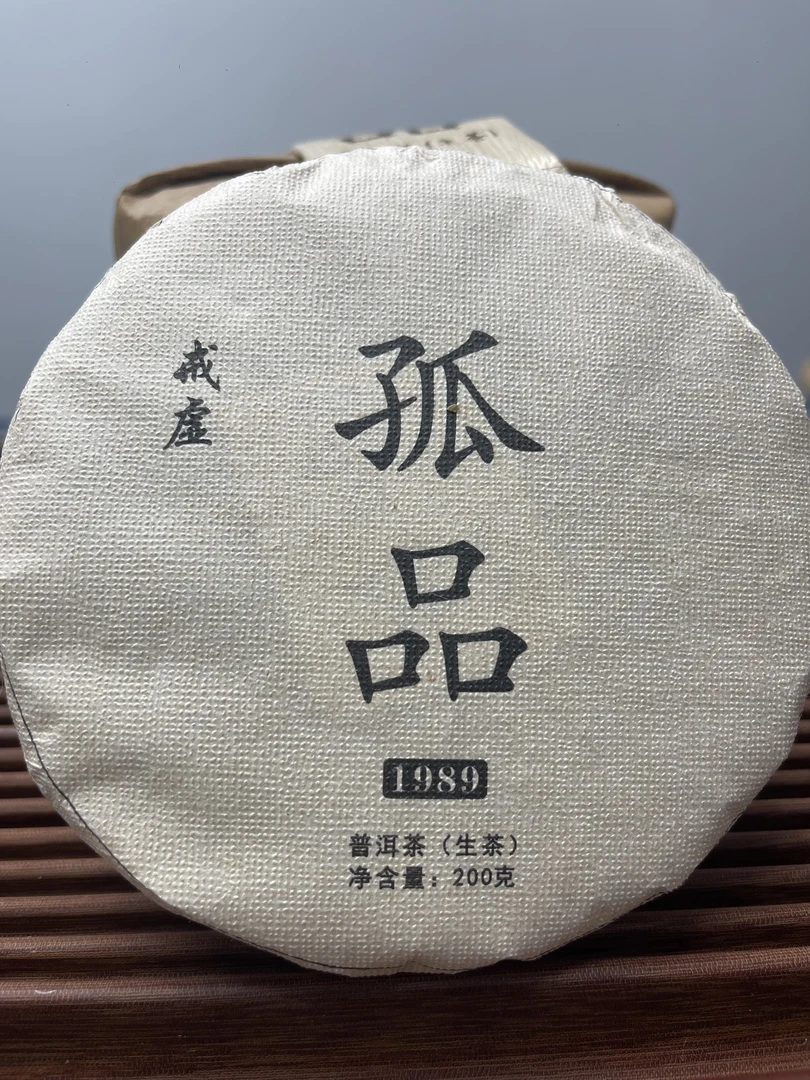 戒虚
孤品
1989
普洱茶（生茶）
净含量：200克